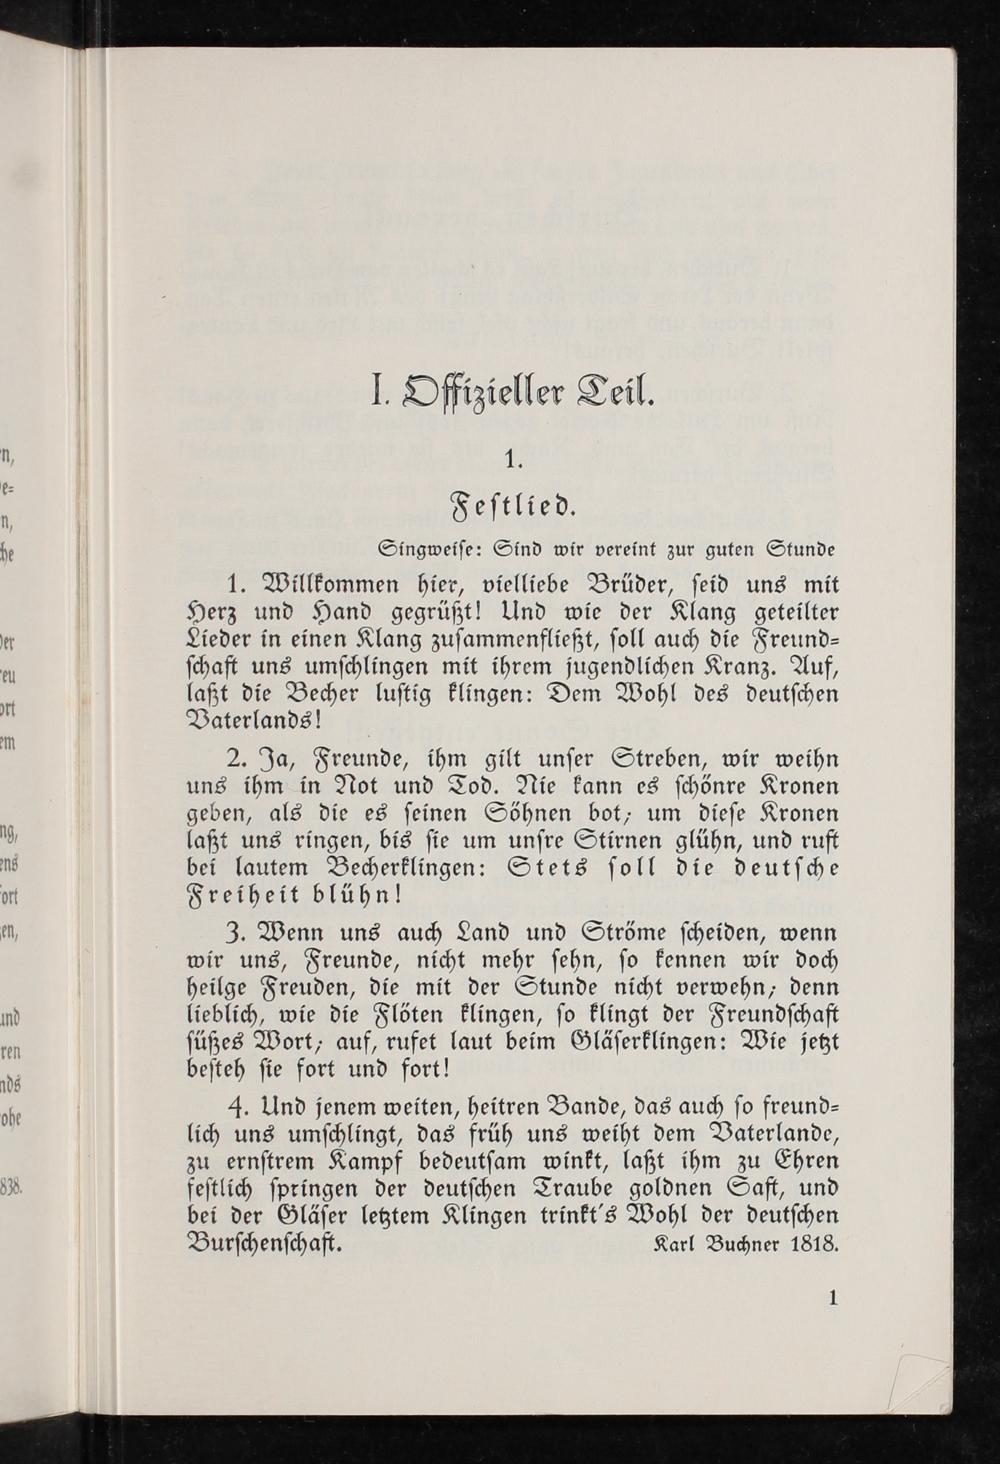 I. Offizieller Teil.
1.
Festlied.
Singweise: Sind wir vereint zur guten Stunde
1. Willkommen hier, vielliebe Brüder, seid uns mit
Herz und Hand gegrüßt! Und wie der Klang geteilter
Lieder in einen Klang zusammenfließt, soll auch die Freund-
schaft uns umschlingen mit ihrem jugendlichen Kranz. Auf,
laßt die Becher lustig klingen: Dem Wohl des deutschen
Vaterlands!
2. Ja, Freunde, ihm gilt unser Streben, wir weihn
uns ihm in Not und Tod. Nie kann es schönre Kronen
geben, als die es seinen Söhnen bot; um diese Kronen
laßt uns ringen, bis sie um unsre Stirnen glühn, und ruft
bei lautem Becherklingen: Stets soll die deutsche
Freiheit blühn!
3. Wenn uns auch Land und Ströme scheiden, wenn
wir uns, Freunde, nicht mehr sehn, so kennen wir doch
heilge Freuden, die mit der Stunde nicht verwehn; denn
lieblich, wie die Flöten klingen, so klingt der Freundschaft
süßes Wort; auf, rufet laut beim Gläserklingen: Wie jetzt
besteh sie fort und fort!
4. Und jenem weiten, heitren Bande, das auch so freund-
lich uns umschlingt, das früh uns weiht dem Vaterlande,
zu ernstrem Kampf bedeutsam winkt, laßt ihm zu Ehren
festlich springen der deutschen Traube goldnen Saft, und
bei der Gläser letztem Klingen trinkt's Wohl der deutschen
Burschenschaft. Karl Buchner 1818.
1